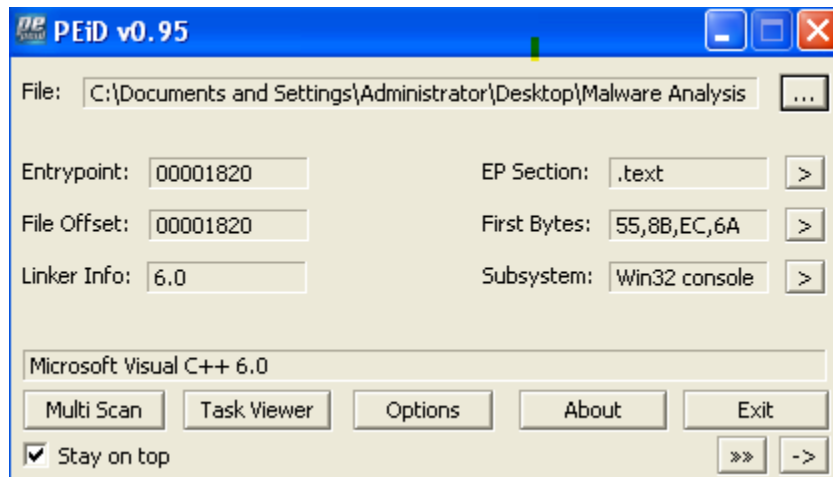 PEiD v0.95
File: C:\Documents and Settings\Administrator\Desktop\Malware Analysis ...
Entrypoint: 00001820 EP Section: .text >
File Offset: 00001820 First Bytes: 55,8B,EC,6A >
Linker Info: 6.0 Subsystem: Win32 console >
Microsoft Visual C++ 6.0
Multi Scan Task Viewer Options About Exit
Stay on top »» ->